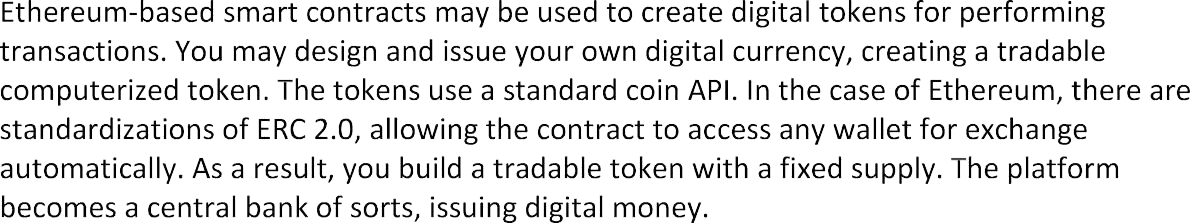 Ethereum-based smart contracts may be used to create digital tokens for performing
transactions. You may design and issue your own digital currency, creating a tradable
computerized token. The tokens use a standard coin API. In the case of Ethereum, there are
standardizations of ERC 2.0, allowing the contract to access any wallet for exchange
automatically. As a result, you build a tradable token with a fixed supply. The platform
becomes a central bank of sorts, issuing digital money.